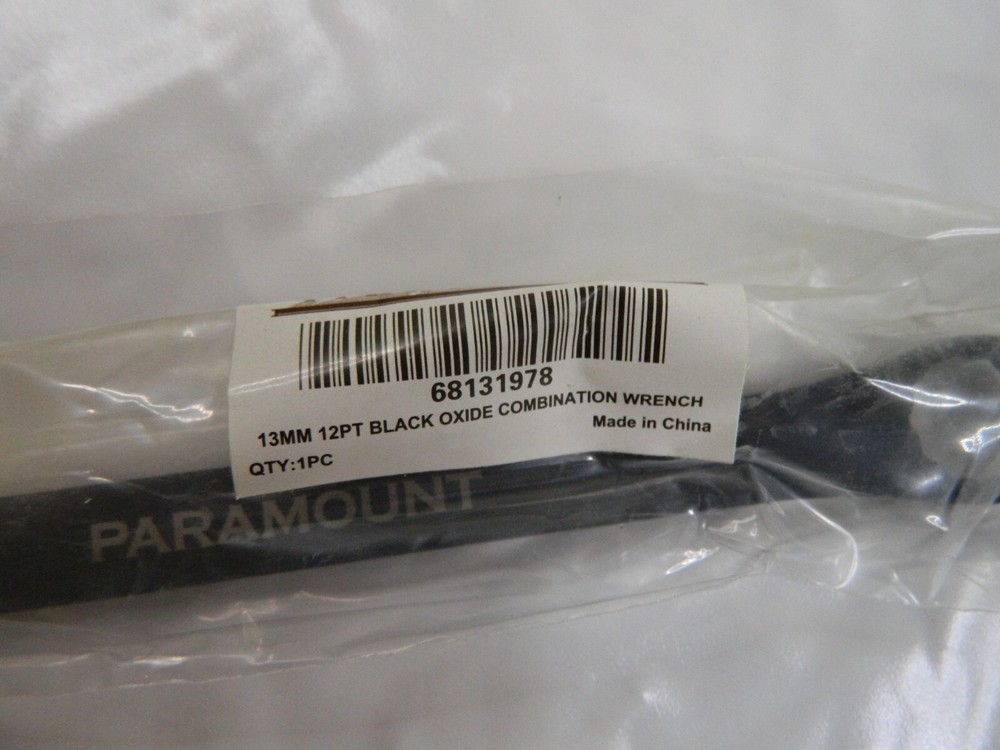 68131978
13MM 12PT BLACK OXIDE COMBINATION WRENCH
Made in China
QTY:1PC
PARAMOUNT